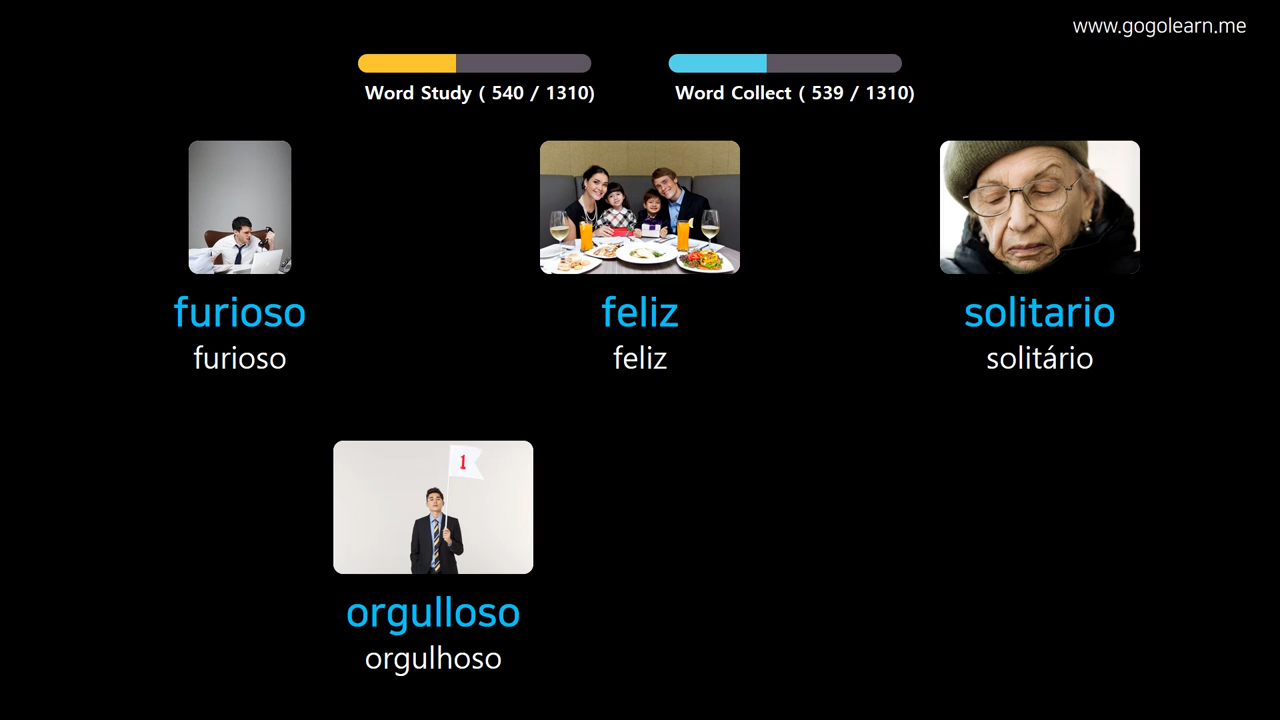 www.gogolearn.me
Word Study ( 540 / 1310)
Word Collect ( 539 / 1310)
furioso
furioso
feliz
feliz
solitario
solitário
1
orgulloso
orgulhoso